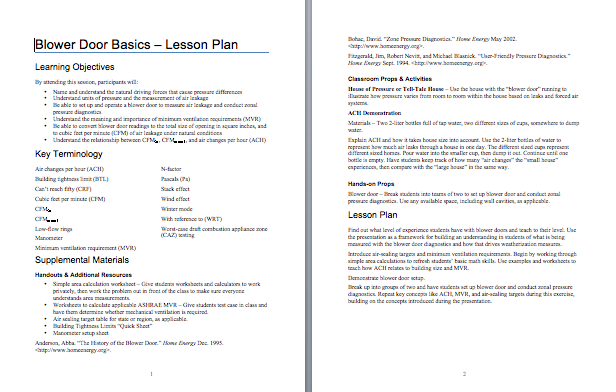 Blower Door Basics – Lesson Plan
Learning Objectives
By attending this session, participants will:
• Name and understand the natural driving forces that cause pressure differences
• Understand units of pressure and the measurement of air leakage
• Be able to set up and operate a blower door to measure air leakage and conduct zonal
pressure diagnostics
• Understand the meaning and importance of minimum ventilation requirements (MVR)
• Be able to convert blower door readings to the total size of opening in square inches, and
to cubic feet per minute (CFM) of air leakage under natural conditions
• Understand the relationship between CFM, CFM, and air changes per hour (ACH)
Key Terminology
Air changes per hour (ACH)
Building tightness limit (BTL)
Can't reach fifty (CRF)
Cubic feet per minute (CFM)
CFM
CFM
Low-flow rings
Manometer
Minimum ventilation requirement (MVR)
N-factor
Pascals (Pa)
Stack effect
Wind effect
Winter mode
With reference to (WRT)
Worst-case draft combustion appliance zone
(CAZ) testing
Supplemental Materials
Handouts & Additional Resources
• Simple area calculation worksheet – Give students worksheets and calculators to work
privately, then work the problem out in front of the class to make sure everyone
understands area measurements.
• Worksheets to calculate applicable ASHRAE MVR – Give students test case in class and
have them determine whether mechanical ventilation is required.
• Air sealing target table for state or region, as applicable.
• Building Tightness Limits "Quick Sheet"
• Manometer setup sheet
Anderson, Abba. "The History of the Blower Door." Home Energy Dec. 1995.
<http://www.homeenergy.org>.
1
Bohac, David. "Zone Pressure Diagnostics." Home Energy May 2002.
<http://www.homeenergy.org>.
Fitzgerald, Jim, Robert Nevitt, and Michael Blasnick. "User-Friendly Pressure Diagnostics."
Home Energy Sept. 1994. <http://www.homeenergy.org>.
Classroom Props & Activities
House of Pressure or Tell-Tale House – Use the house with the "blower door" running to
illustrate how pressure varies from room to room within the house based on leaks and forced air
systems.
ACH Demonstration
Materials – Two 2-liter bottles full of tap water, two different sizes of cups, somewhere to dump
water.
Explain ACH and how it takes house size into account. Use the 2-liter bottles of water to
represent how much air leaks through a house in one day. The different sized cups represent
different sized homes. Pour water into the smaller cup, then dump it out. Continue until one
bottle is empty. Have students keep track of how many "air changes" the "small house"
experiences, then compare with the "large house" in the same way.
Hands-on Props
Blower door – Break students into teams of two to set up blower door and conduct zonal
pressure diagnostics. Use any available space, including wall cavities, as applicable.
Lesson Plan
Find out what level of experience students have with blower doors and teach to their level. Use
the presentation as a framework for building an understanding in students of what is being
measured with the blower door diagnostics and how that drives weatherization measures.
Introduce air-sealing targets and minimum ventilation requirements. Begin by working through
simple area calculations to refresh students' basic math skills. Use examples and worksheets to
teach how ACH relates to building size and MVR.
Demonstrate blower door setup.
Break up into groups of two and have students set up blower door and conduct zonal pressure
diagnostics. Repeat key concepts like ACH, MVR, and air-sealing targets during this exercise,
building on the concepts introduced during the presentation.
2